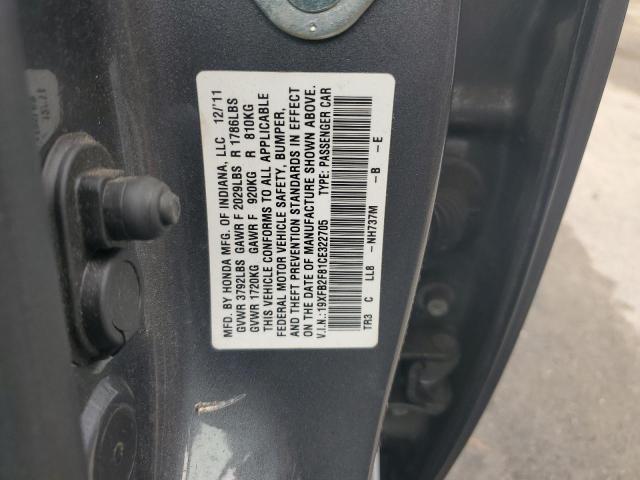 MFD. BY HONDA MFG. OF INDIANA, LLC 12/'11
GVWR 3792LBS GAWR F 2029LBS R 1786LBS
GVWR 1720KG GAWR F 920KG R 810KG
THIS VEHICLE CONFORMS TO ALL APPLICABLE
FEDERAL MOTOR VEHICLE SAFETY, BUMPER,
AND THEFT PREVENTION STANDARDS IN EFFECT
ON THE DATE OF MANUFACTURE SHOWN ABOVE.
V.I.N.:19XFB2F81CE322705 TYPE: PASSENGER CAR
TR3 C LL8 -NH737M -B -E